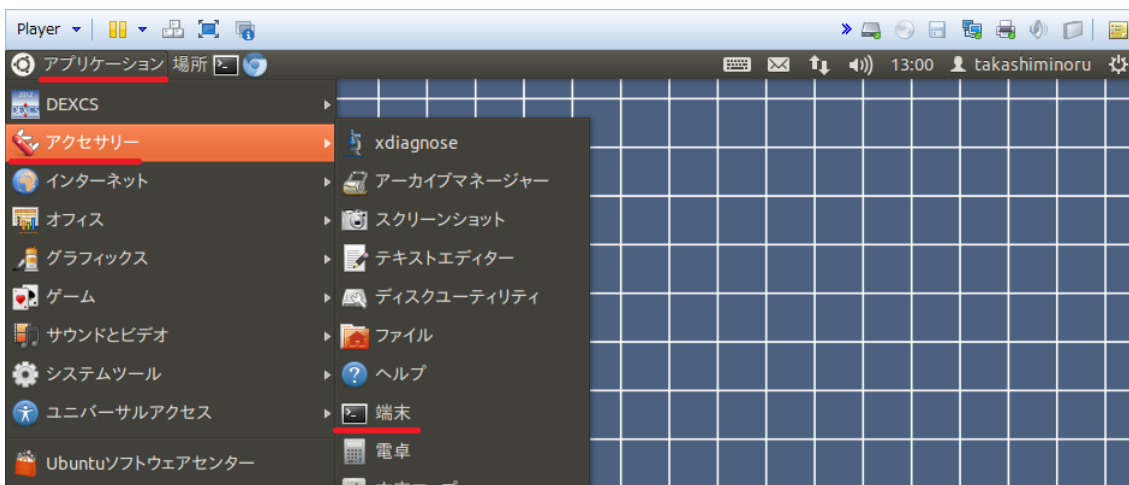 Player
アプリケーション 場所 13:00 takashiminoru
2012 DEXCS DEXCS
アクセサリー
インターネット
オフィス
グラフィックス
ゲーム
サウンドとビデオ
システムツール
ユニバーサルアクセス
Ubuntuソフトウェアセンター
xdiagnose
アーカイブマネージャー
スクリーンショット
テキストエディター
ディスクユーティリティ
ファイル
ヘルプ
端末
電卓